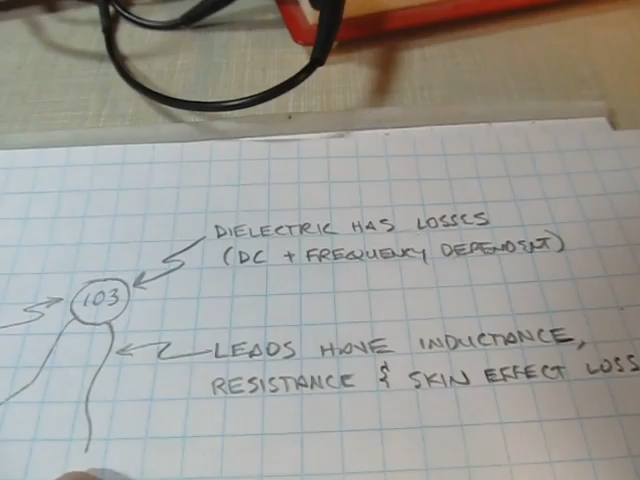 DIELECTRIC HAS LOSSES
(DC + FREQUENCY DEPENDENT)
103
LEADS HAVE INDUCTANCE,
RESISTANCE & SKIN EFFECT LOSS